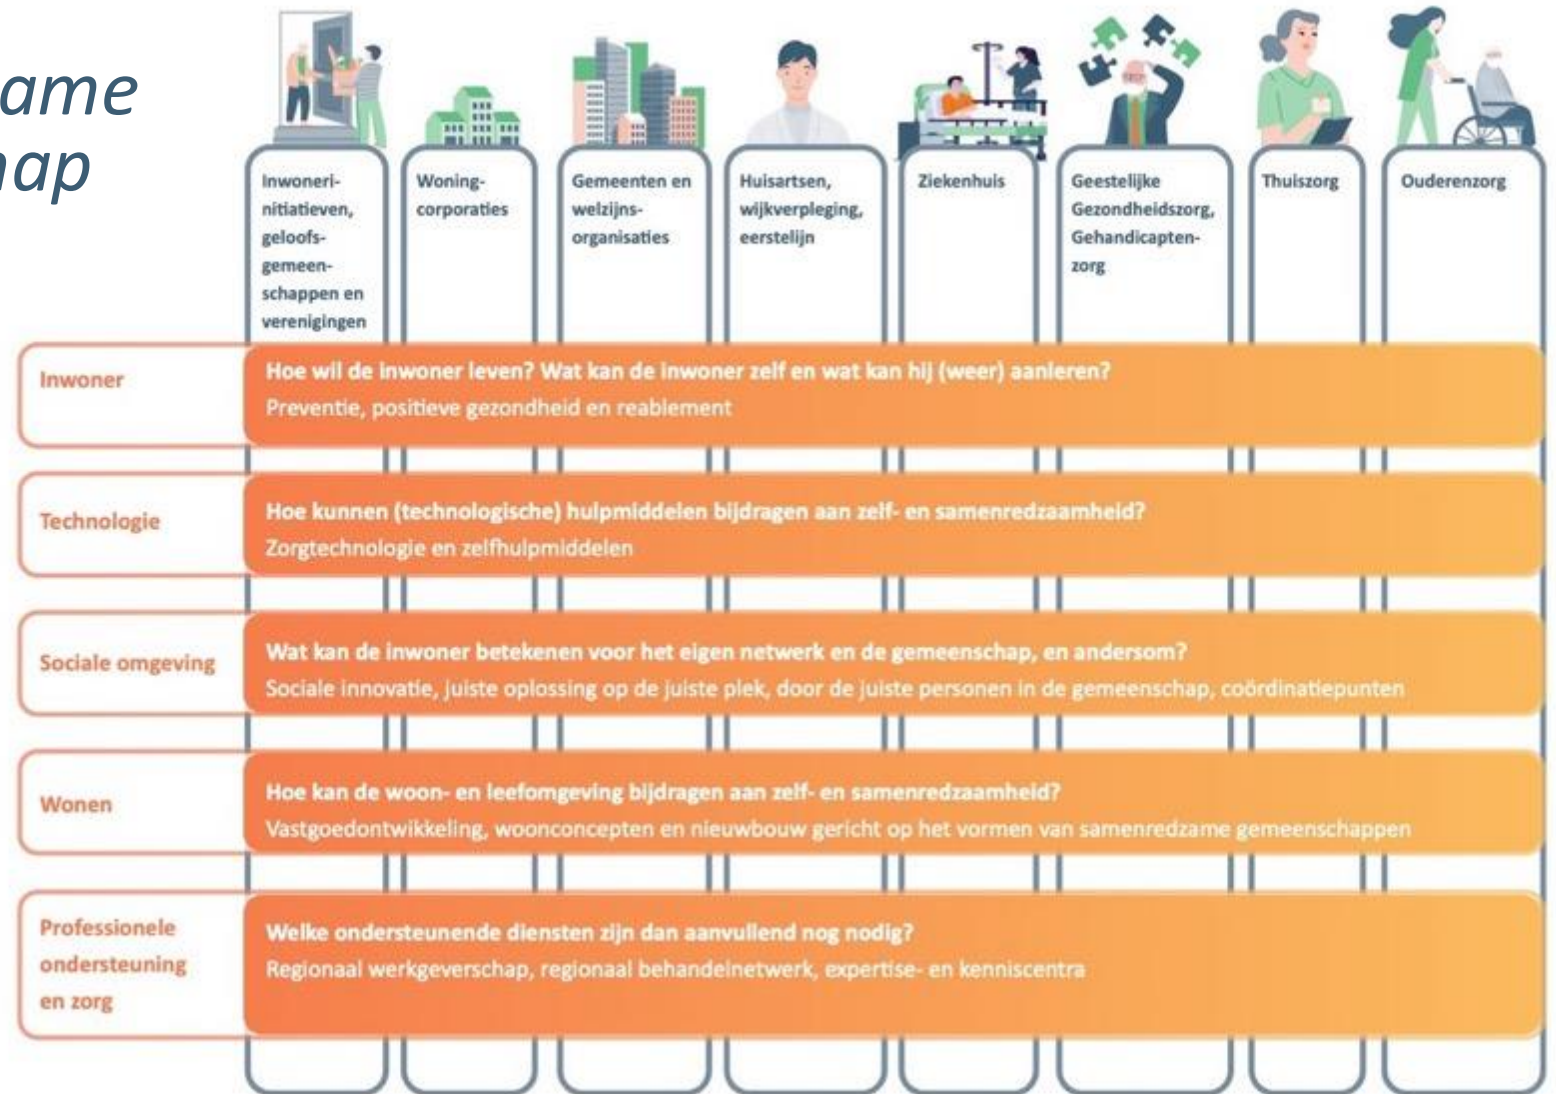 ame
hap
Inwoneri-
nitiatieven,
geloofs-
gemeen-
schappen en
verenigingen
Woning-
corporaties
Gemeenten en
welzijns-
organisaties
Huisartsen,
wijkverpleging,
eerstelijn
Ziekenhuis
Geestelijke
Gezondheidszorg,
Gehandicapten-
zorg
Thuiszorg
Ouderenzorg
Inwoner
Hoe wil de inwoner leven? Wat kan de inwoner zelf en wat kan hij (weer) aanleren?
Preventie, positieve gezondheid en reablement
Technologie
Hoe kunnen (technologische) hulpmiddelen bijdragen aan zelf- en samenredzaamheid?
Zorgtechnologie en zelfhulpmiddelen
Sociale omgeving
Wat kan de inwoner betekenen voor het eigen netwerk en de gemeenschap, en andersom?
Sociale innovatie, juiste oplossing op de juiste plek, door de juiste personen in de gemeenschap, coördinatiepunten
Wonen
Hoe kan de woon- en leefomgeving bijdragen aan zelf- en samenredzaamheid?
Vastgoedontwikkeling, woonconcepten en nieuwbouw gericht op het vormen van samenredzame gemeenschappen
Professionele
ondersteuning
en zorg
Welke ondersteunende diensten zijn dan aanvullend nog nodig?
Regionaal werkgeverschap, regionaal behandelnetwerk, expertise- en kenniscentra